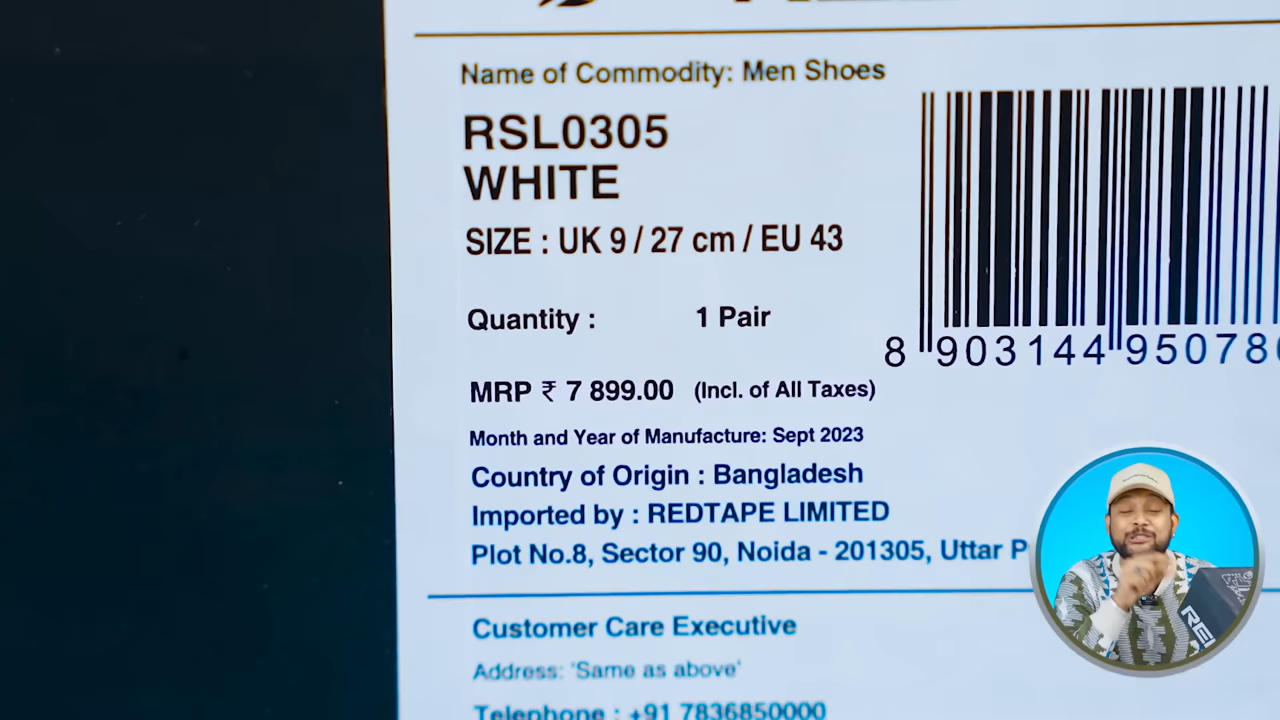 Name of Commodity: Men Shoes
RSL0305
WHITE
SIZE : UK 9 / 27 cm / EU 43
Quantity : 1 Pair
8 903144 95078
MRP ₹ 7 899.00 (Incl. of All Taxes)
Month and Year of Manufacture: Sept 2023
Country of Origin : Bangladesh
Imported by : REDTAPE LIMITED
Plot No.8, Sector 90, Noida - 201305, Uttar P
Customer Care Executive
Address: 'Same as above'
Telephone : +91 7836850000